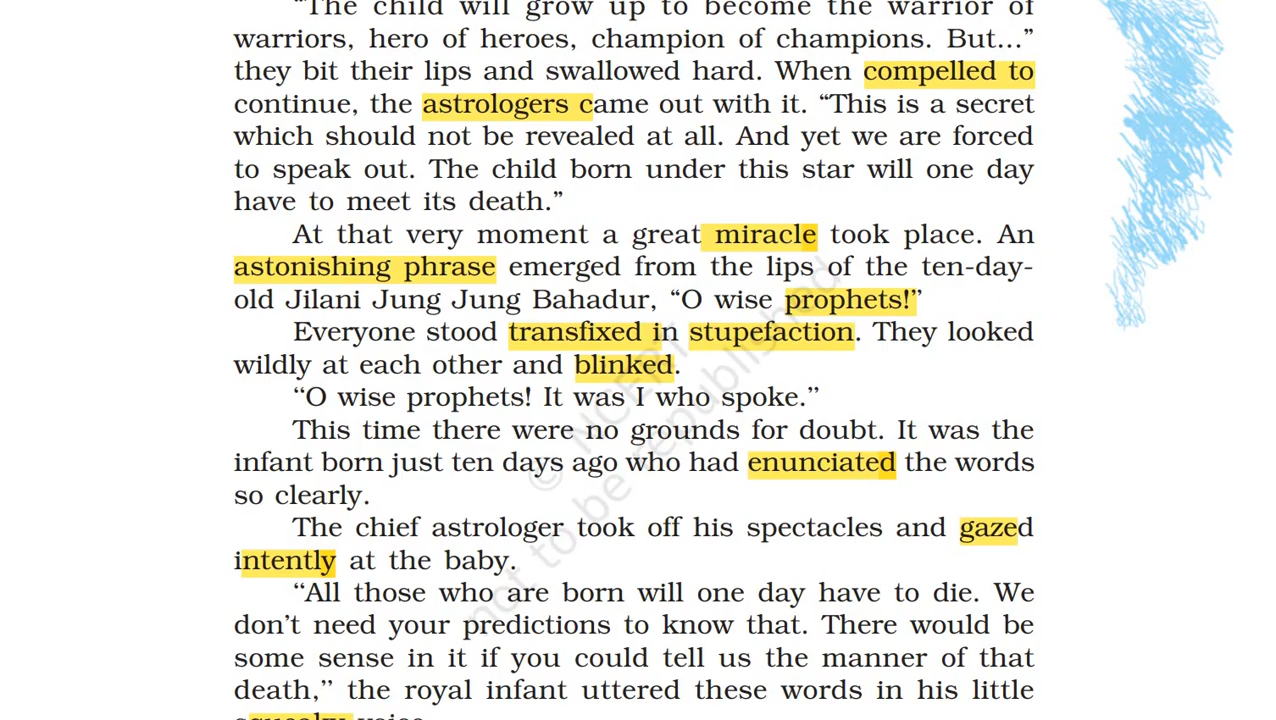 “The child will grow up to become the warrior of
warriors, hero of heroes, champion of champions. But...”
they bit their lips and swallowed hard. When compelled to
continue, the astrologers came out with it. “This is a secret
which should not be revealed at all. And yet we are forced
to speak out. The child born under this star will one day
have to meet its death.”
At that very moment a great miracle took place. An
astonishing phrase emerged from the lips of the ten-day-
old Jilani Jung Jung Bahadur, “O wise prophets!”
Everyone stood transfixed in stupefaction. They looked
wildly at each other and blinked.
‘‘O wise prophets! It was I who spoke.’’
This time there were no grounds for doubt. It was the
infant born just ten days ago who had enunciated the words
so clearly.
The chief astrologer took off his spectacles and gazed
intently at the baby.
‘‘All those who are born will one day have to die. We
don’t need your predictions to know that. There would be
some sense in it if you could tell us the manner of that
death,’’ the royal infant uttered these words in his little
squeaky voice.
© NCERT
not to be republished